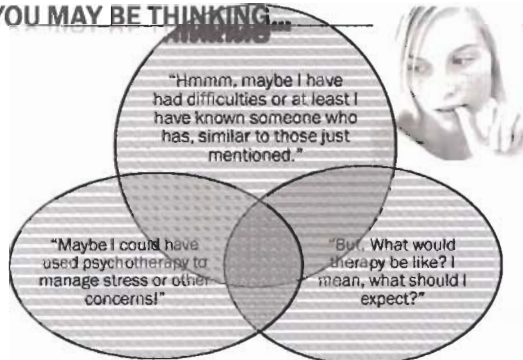 YOU MAY BE THINKING...
"Hmmm, maybe I have
had difficulties or at least I
have known someone who
has, similar to those just
mentioned."
"Maybe I could have
used psychotherapy to
manage stress or other
concerns!"
"But. What would
therapy be like? I
mean, what should I
expect?"